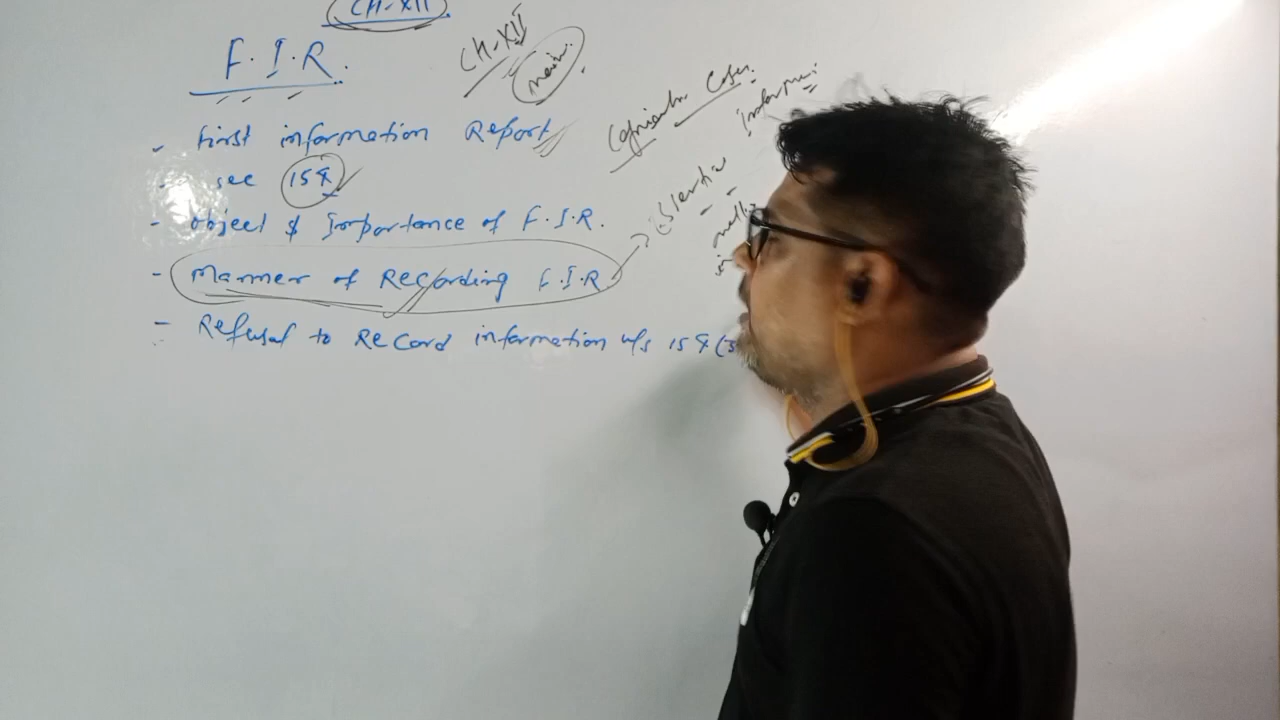 CH-XII
F.I.R.
CH-XII
main.
- First information Report
- see 154
- object & Importance of F.I.R.
- Manner of Recording F.I.R
- Refusal to Record information u/s 154(3
Cases.